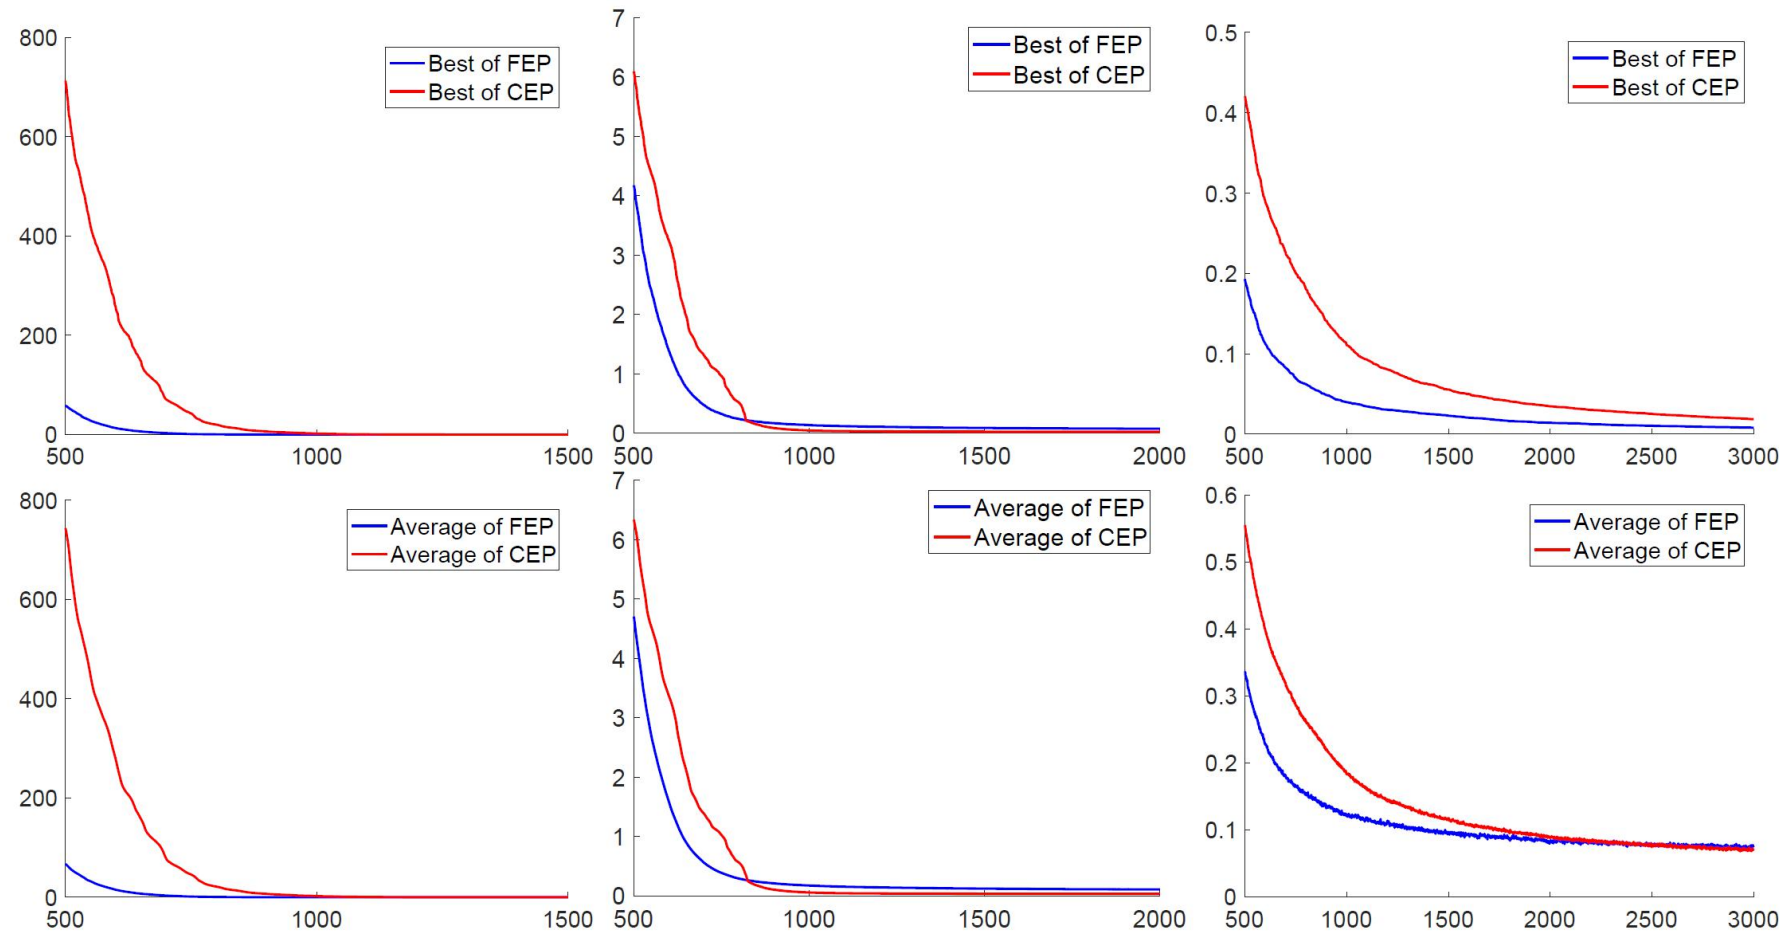 800
600
400
200
0
500 1000 1500
Best of FEP
Best of CEP
7
6
5
4
3
2
1
0
500 1000 1500 2000
Best of FEP
Best of CEP
0.5
0.4
0.3
0.2
0.1
0
500 1000 1500 2000 2500 3000
Best of FEP
Best of CEP
800
600
400
200
0
500 1000 1500
Average of FEP
Average of CEP
7
6
5
4
3
2
1
0
500 1000 1500 2000
Average of FEP
Average of CEP
0.6
0.5
0.4
0.3
0.2
0.1
0
500 1000 1500 2000 2500 3000
Average of FEP
Average of CEP